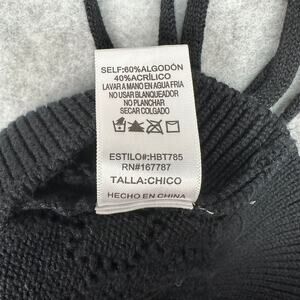 SELF:60%ALGODÓN
40%ACRÍLICO
LAVAR A MANO EN AGUA FRIA
NO USAR BLANQUEADOR
NO PLANCHAR
SECAR COLGADO
ESTILO#:HBT785
RN#167787
TALLA:CHICO
HECHO EN CHINA